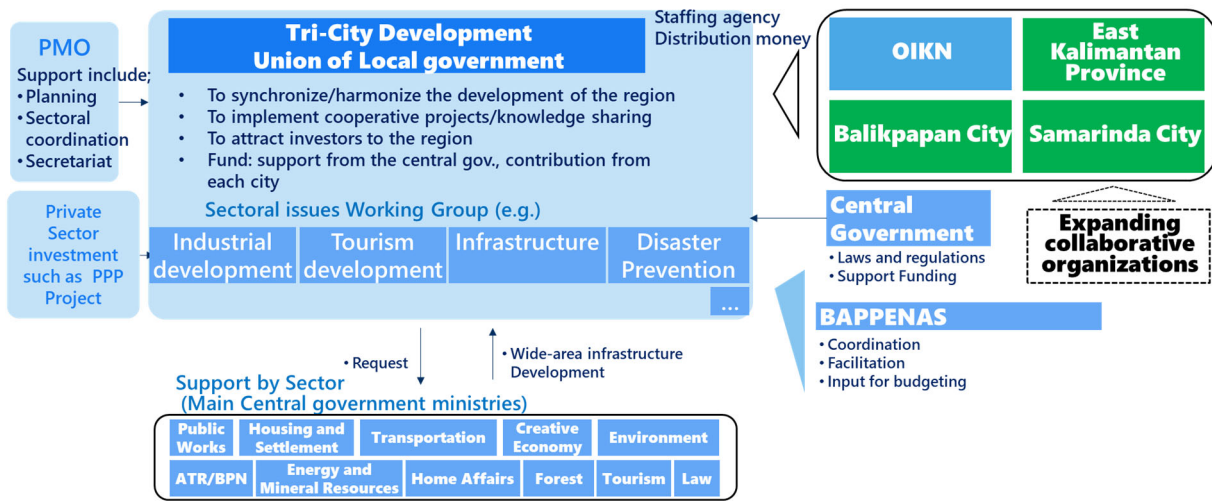 PMO
Support include;
• Planning
• Sectoral
coordination
• Secretariat
Private
Sector
investment
such as PPP
Project
Tri-City Development
Union of Local government
• To synchronize/harmonize the development of the region
• To implement cooperative projects/knowledge sharing
• To attract investors to the region
• Fund: support from the central gov., contribution from
each city
Sectoral issues Working Group (e.g.)
Industrial
development
Tourism
development
Infrastructure
Disaster
Prevention
...
Staffing agency
Distribution money
OIKN
East
Kalimantan
Province
Balikpapan City
Samarinda City
Expanding
collaborative
organizations
Central
Government
• Laws and regulations
• Support Funding
BAPPENAS
• Coordination
• Facilitation
• Input for budgeting
• Request
• Wide-area infrastructure
Development
Support by Sector
(Main Central government ministries)
Public
Works
Housing and
Settlement
Transportation
Creative
Economy
Environment
ATR/BPN
Energy and
Mineral Resources
Home Affairs
Forest
Tourism
Law